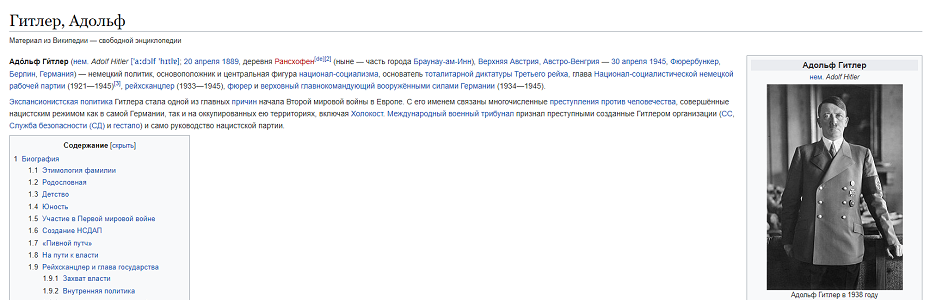 Гитлер, Адольф
Материал из Википедии — свободной энциклопедии
Адо́льф Ги́тлер (нем. Adolf Hitler [ˈaːdɔlf ˈhɪtlɐ]; 20 апреля 1889, деревня Рансхофен[de][2] (ныне — часть города Браунау-ам-Инн), Верхняя Австрия, Австро-Венгрия — 30 апреля 1945, Фюрербункер,
Берлин, Германия) — немецкий политик, основоположник и центральная фигура национал-социализма, основатель тоталитарной диктатуры Третьего рейха, глава Национал-социалистической немецкой
рабочей партии (1921—1945)[3], рейхсканцлер (1933—1945), фюрер и верховный главнокомандующий вооружёнными силами Германии (1934—1945).
Экспансионистская политика Гитлера стала одной из главных причин начала Второй мировой войны в Европе. С его именем связаны многочисленные преступления против человечества, совершённые
нацистским режимом как в самой Германии, так и на оккупированных ею территориях, включая Холокост. Международный военный трибунал признал преступными созданные Гитлером организации (СС,
Служба безопасности (СД) и гестапо) и само руководство нацистской партии.
Содержание [скрыть]
1 Биография
1.1 Этимология фамилии
1.2 Родословная
1.3 Детство
1.4 Юность
1.5 Участие в Первой мировой войне
1.6 Создание НСДАП
1.7 «Пивной путч»
1.8 На пути к власти
1.9 Рейхсканцлер и глава государства
1.9.1 Захват власти
1.9.2 Внутренняя политика
Адольф Гитлер
нем. Adolf Hitler
Адольф Гитлер в 1938 году